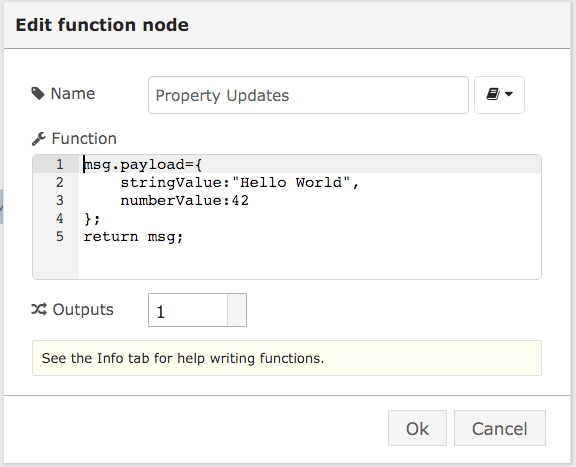 Edit function node
Name
Property Updates
Function
1 msg.payload={
2     stringValue:"Hello World",
3     numberValue:42
4 };
5 return msg;
Outputs
1
See the Info tab for help writing functions.
Ok Cancel